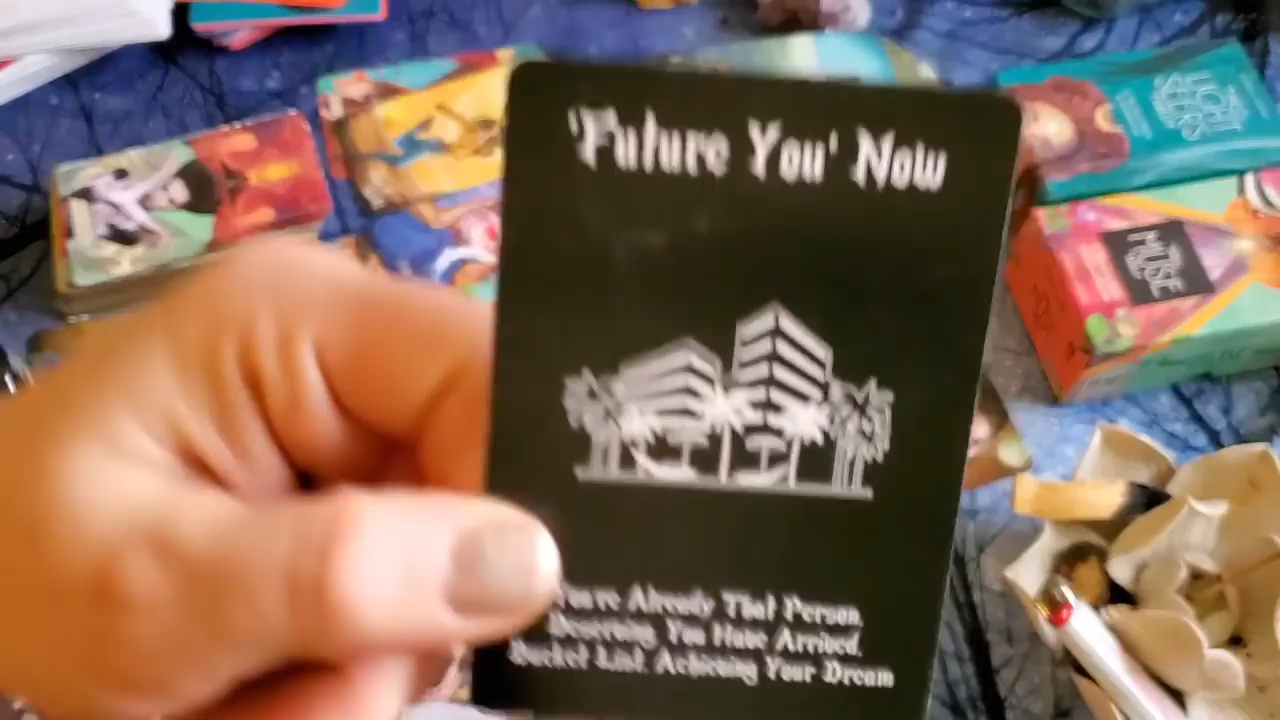 'Future You' Now
You're Already That Person.
Deserving. You Have Arrived.
Bucket List. Achieving Your Dream
LIGHT
SEER'S
MUSE